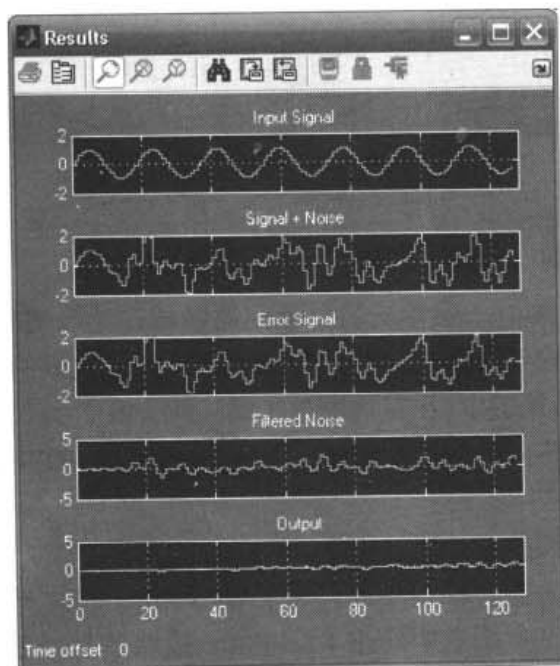 Results
Input Signal
2
0
-2
Signal + Noise
2
0
-2
Error Signal
2
0
-2
Filtered Noise
5
0
-5
Output
5
0
-5
0 20 40 60 80 100 120
Time offset 0